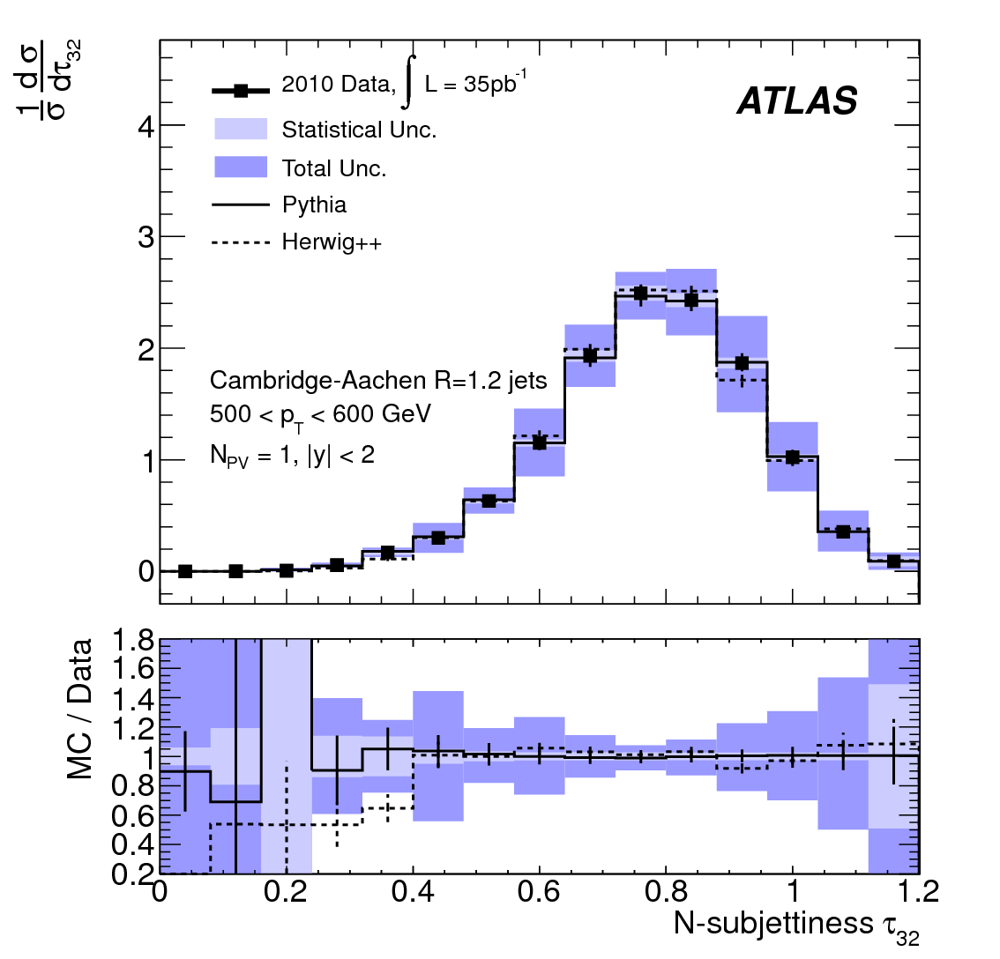 1/σ dσ/dτ32
2010 Data, ∫ L = 35pb-1
ATLAS
Statistical Unc.
Total Unc.
Pythia
Herwig++
4
3
2
1
0
Cambridge-Aachen R=1.2 jets
500 < pT < 600 GeV
NPV = 1, |y| < 2
MC / Data
1.8
1.6
1.4
1.2
1
0.8
0.6
0.4
0.2
0 0.2 0.4 0.6 0.8 1 1.2
N-subjettiness τ32